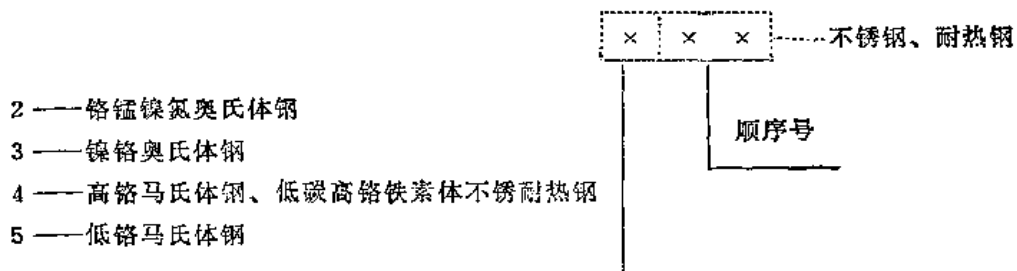 × × × ------不锈钢、耐热钢
2 ——铬锰镍氮奥氏体钢
顺序号
3 ——镍铬奥氏体钢
4 ——高铬马氏体钢、低碳高铬铁素体不锈耐热钢
5 ——低铬马氏体钢